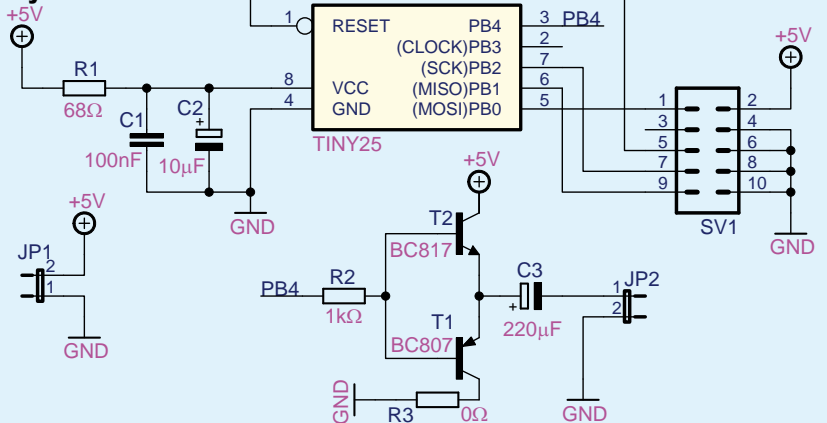 +5V
R1
68Ω
C1
100nF
C2
+
10µF
GND
1
RESET
8
VCC
4
GND
PB4
3
PB4
(CLOCK)PB3
2
(SCK)PB2
7
(MISO)PB1
6
(MOSI)PB0
5
TINY25
+5V
1
2
3
4
5
6
7
8
9
10
SV1
GND
+5V
JP1
2
1
GND
+5V
T2
BC817
PB4
R2
1kΩ
T1
BC807
C3
+
220µF
1
JP2
2
GND
R3
0Ω
GND